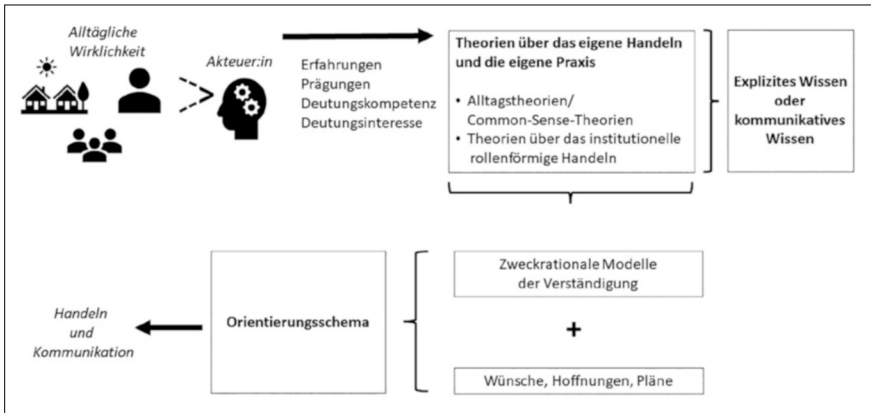 Alltägliche
Wirklichkeit
Akteuer:in
Erfahrungen
Prägungen
Deutungskompetenz
Deutungsinteresse
Theorien über das eigene Handeln
und die eigene Praxis
• Alltagstheorien/
Common-Sense-Theorien
• Theorien über das institutionelle
rollenförmige Handeln
Explizites Wissen
oder
kommunikatives
Wissen
Zweckrationale Modelle
der Verständigung
+
Wünsche, Hoffnungen, Pläne
Orientierungsschema
Handeln
und
Kommunikation